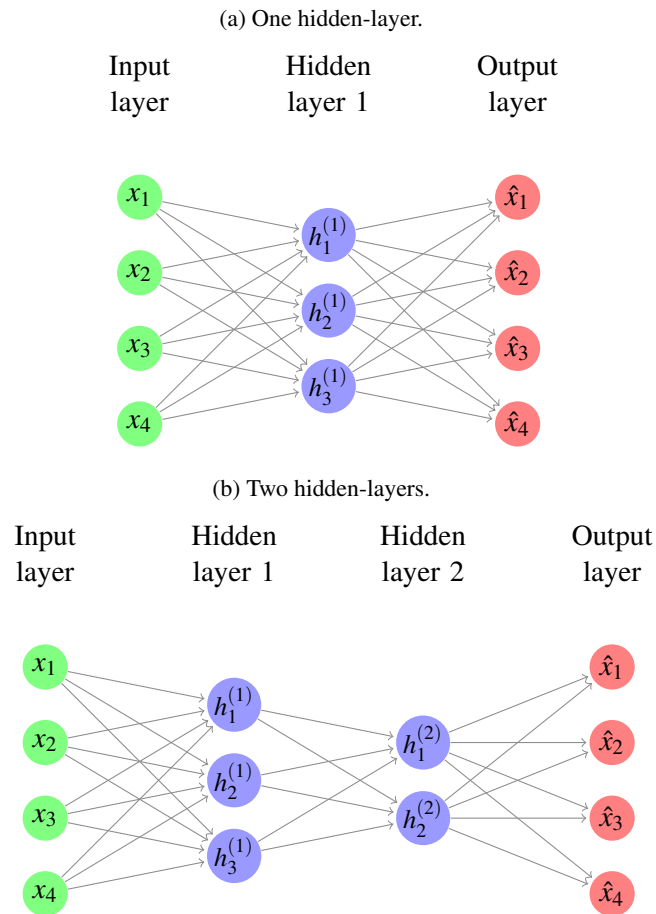 (a) One hidden-layer.
Input Hidden Output
layer layer 1 layer
x₁ x̂₁
h₁⁽¹⁾
x₂ x̂₂
h₂⁽¹⁾
x₃ x̂₃
h₃⁽¹⁾
x₄ x̂₄
(b) Two hidden-layers.
Input Hidden Hidden Output
layer layer 1 layer 2 layer
x₁ x̂₁
h₁⁽¹⁾
x₂ h₁⁽²⁾ x̂₂
h₂⁽¹⁾
x₃ h₂⁽²⁾ x̂₃
h₃⁽¹⁾
x₄ x̂₄